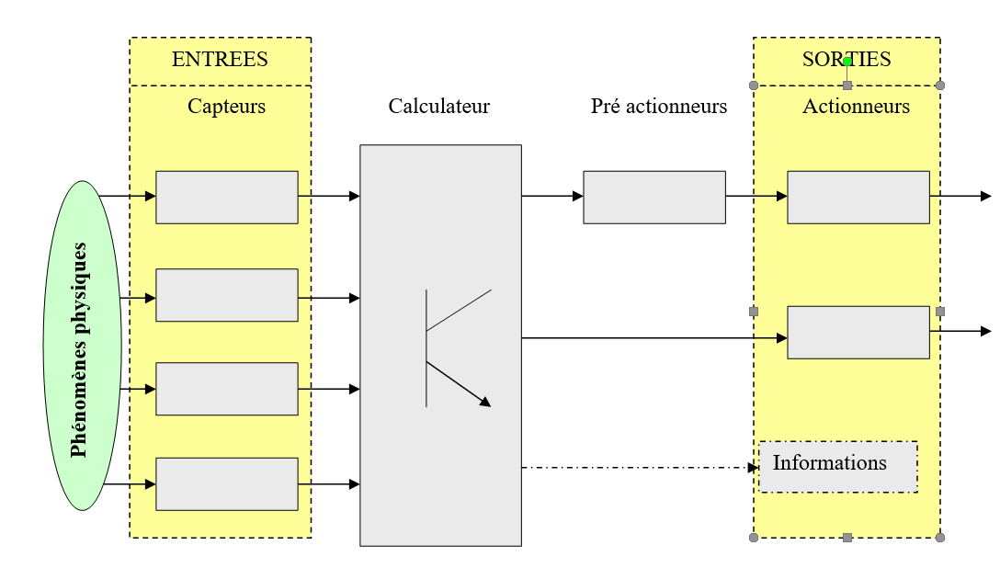 ENTREES
SORTIES
Capteurs
Calculateur
Pré actionneurs
Actionneurs
Phénomènes physiques
Informations